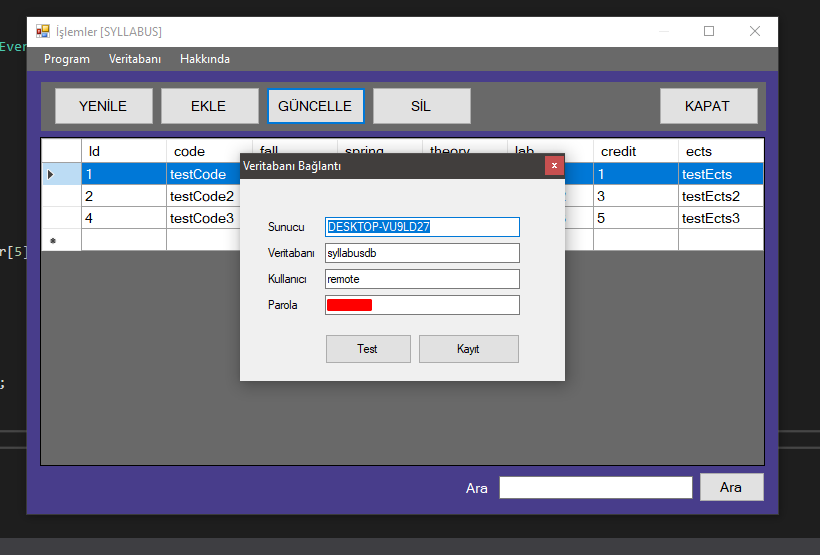 İşlemler [SYLLABUS]
Even
Program Veritabanı Hakkında
YENİLE EKLE GÜNCELLE SİL KAPAT
Id code fall spring theory lab credit ects
1 testCode 1 testEcts
2 testCode2 3 testEcts2
4 testCode3 5 testEcts3
*
r[5]
;
Veritabanı Bağlantı x
Sunucu DESKTOP-VU9LD27
Veritabanı syllabusdb
Kullanıcı remote
Parola
Test Kayıt
Ara Ara